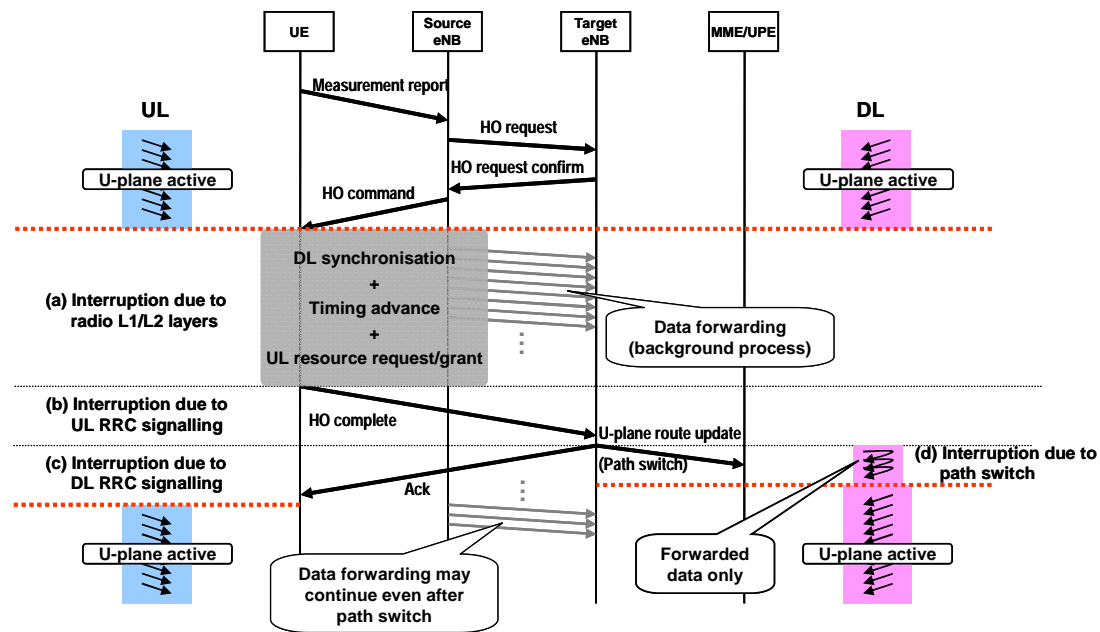 UE
Source
eNB
Target
eNB
MME/UPE
Measurement report
UL
DL
HO request
HO request confirm
U-plane active
U-plane active
HO command
DL synchronisation
+
Timing advance
+
UL resource request/grant
(a) Interruption due to
radio L1/L2 layers
Data forwarding
(background process)
(b) Interruption due to
UL RRC signalling
HO complete
U-plane route update
(Path switch)
(c) Interruption due to
DL RRC signalling
(d) Interruption due to
path switch
Ack
U-plane active
Data forwarding may
continue even after
path switch
Forwarded
data only
U-plane active